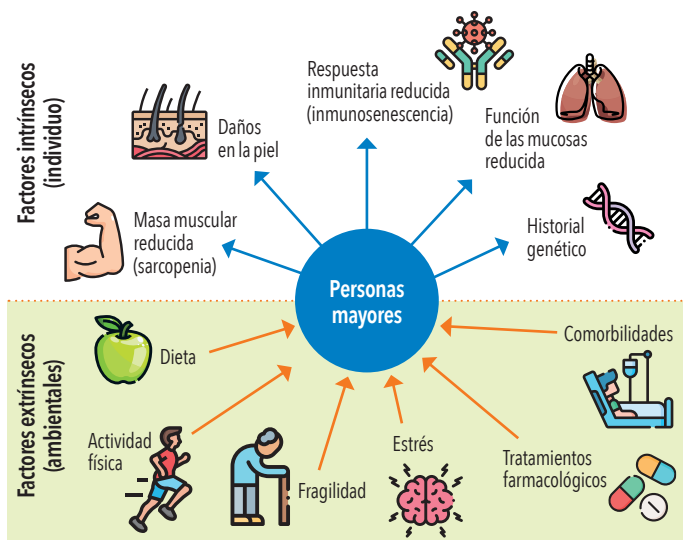 Factores intrínsecos
(individuo)
Daños
en la piel
Respuesta
inmunitaria reducida
(inmunosenescencia)
Función
de las mucosas
reducida
Masa muscular
reducida
(sarcopenia)
Historial
genético
Personas
mayores
Factores extrínsecos
(ambientales)
Dieta
Comorbilidades
Actividad
física
Fragilidad
Estrés
Tratamientos
farmacológicos